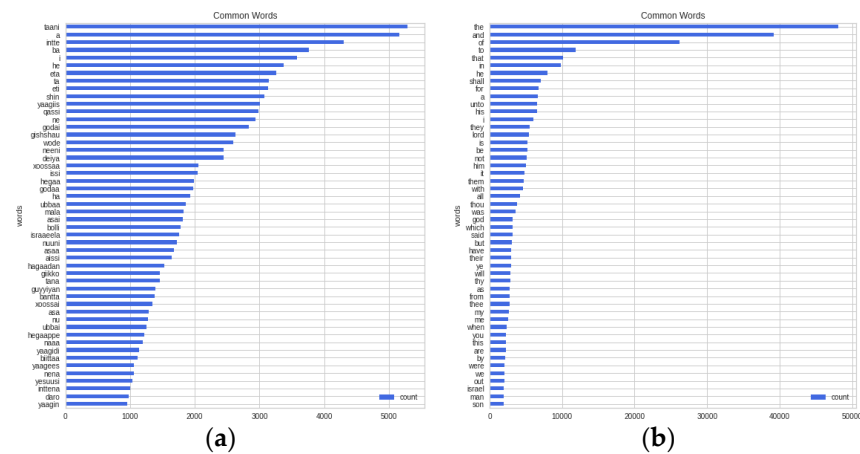 Common Words
taani
a
intte
ba
i
he
eta
ta
eti
shin
yaagiis
qassi
ne
godai
gishshau
wode
neeni
deiya
xoossaa
issi
hegaa
godaa
ha
ubbaa
mala
asai
bolli
israaeela
nuuni
asaa
aissi
hagaadan
giikko
tana
guyyiyan
bantta
xoossai
asa
nu
ubbai
hegaappe
naaa
yaagidi
biittaa
yaagees
nena
yesuusi
inttena
daro
yaagin
words
count
0 1000 2000 3000 4000 5000
(a)
Common Words
the
and
of
to
that
in
he
shall
for
a
unto
his
i
they
lord
is
be
not
him
it
them
with
all
thou
was
god
which
said
but
have
their
ye
will
thy
as
from
thee
my
me
when
you
this
are
by
were
we
out
israel
man
son
words
count
0 10000 20000 30000 40000 50000
(b)